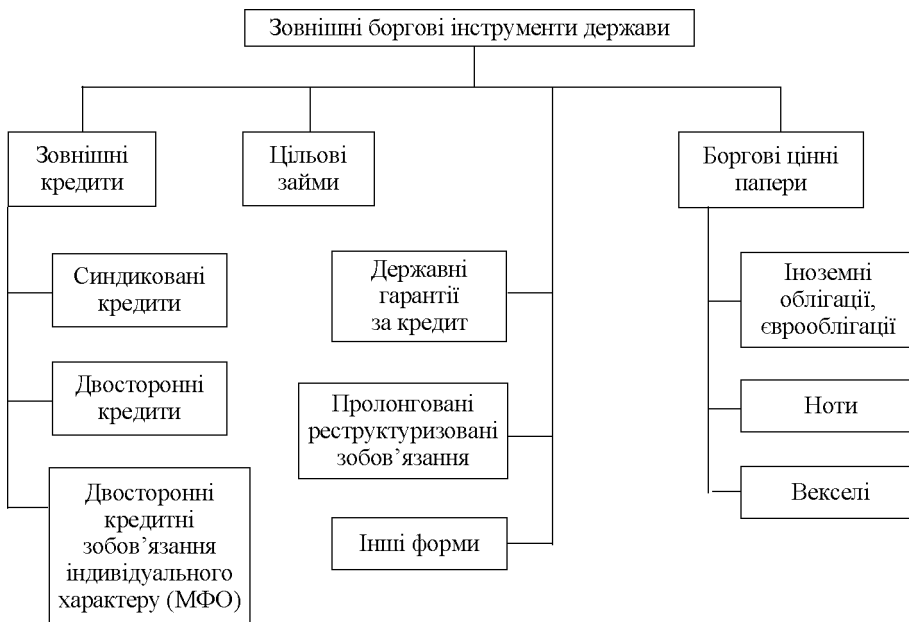 Зовнішні боргові інструменти держави
Зовнішні
кредити
Цільові
займи
Боргові цінні
папери
Синдиковані
кредити
Двосторонні
кредити
Двосторонні
кредитні
зобов’язання
індивідуального
характеру (МФО)
Державні
гарантії
за кредит
Пролонговані
реструктуризовані
зобов’язання
Інші форми
Іноземні
облігації,
єврооблігації
Ноти
Векселі